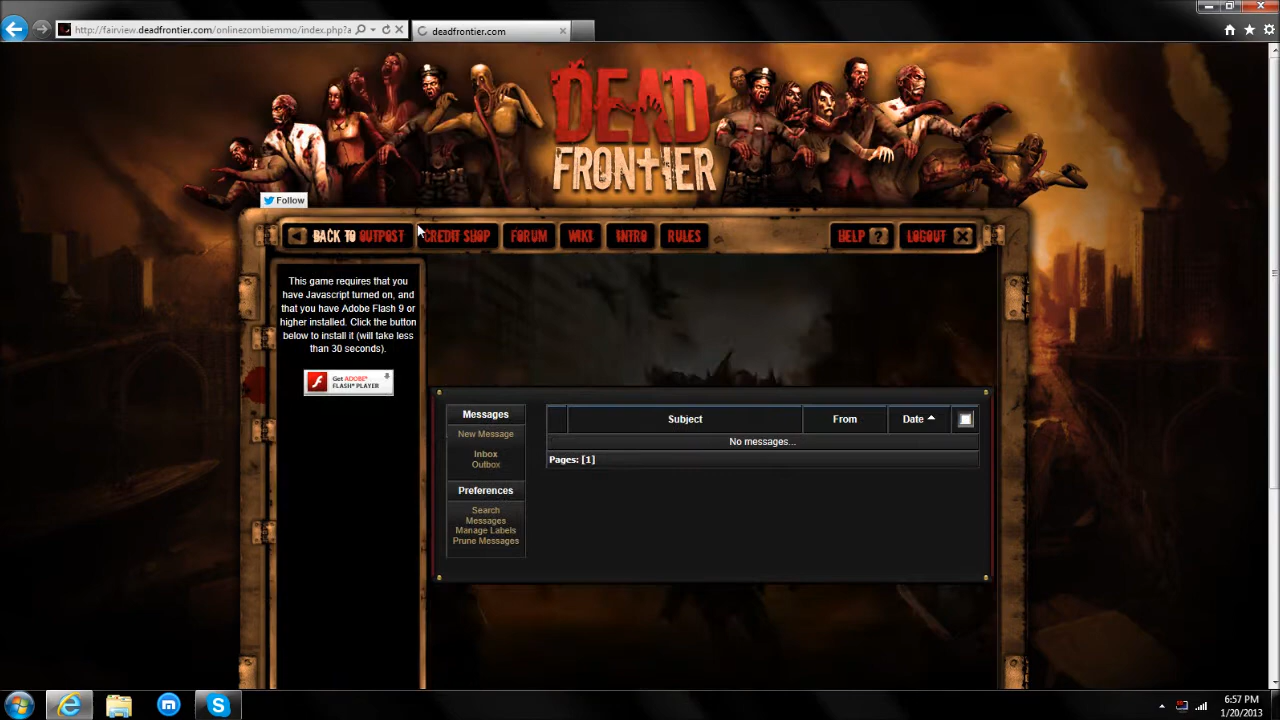 http://fairview.deadfrontier.com/onlinezombiemmo/index.php?a
deadfrontier.com
DEAD
FRONTIER
Follow
BACK TO OUTPOST
CREDIT SHOP
FORUM
WIKI
INTRO
RULES
HELP ?
LOGOUT
This game requires that you
have Javascript turned on, and
that you have Adobe Flash 9 or
higher installed. Click the button
below to install it (will take less
than 30 seconds).
Get ADOBE®
FLASH® PLAYER
Messages
New Message
Inbox
Outbox
Preferences
Search
Messages
Manage Labels
Prune Messages
Subject
From
Date
No messages...
Pages: [1]
6:57 PM
1/20/2013